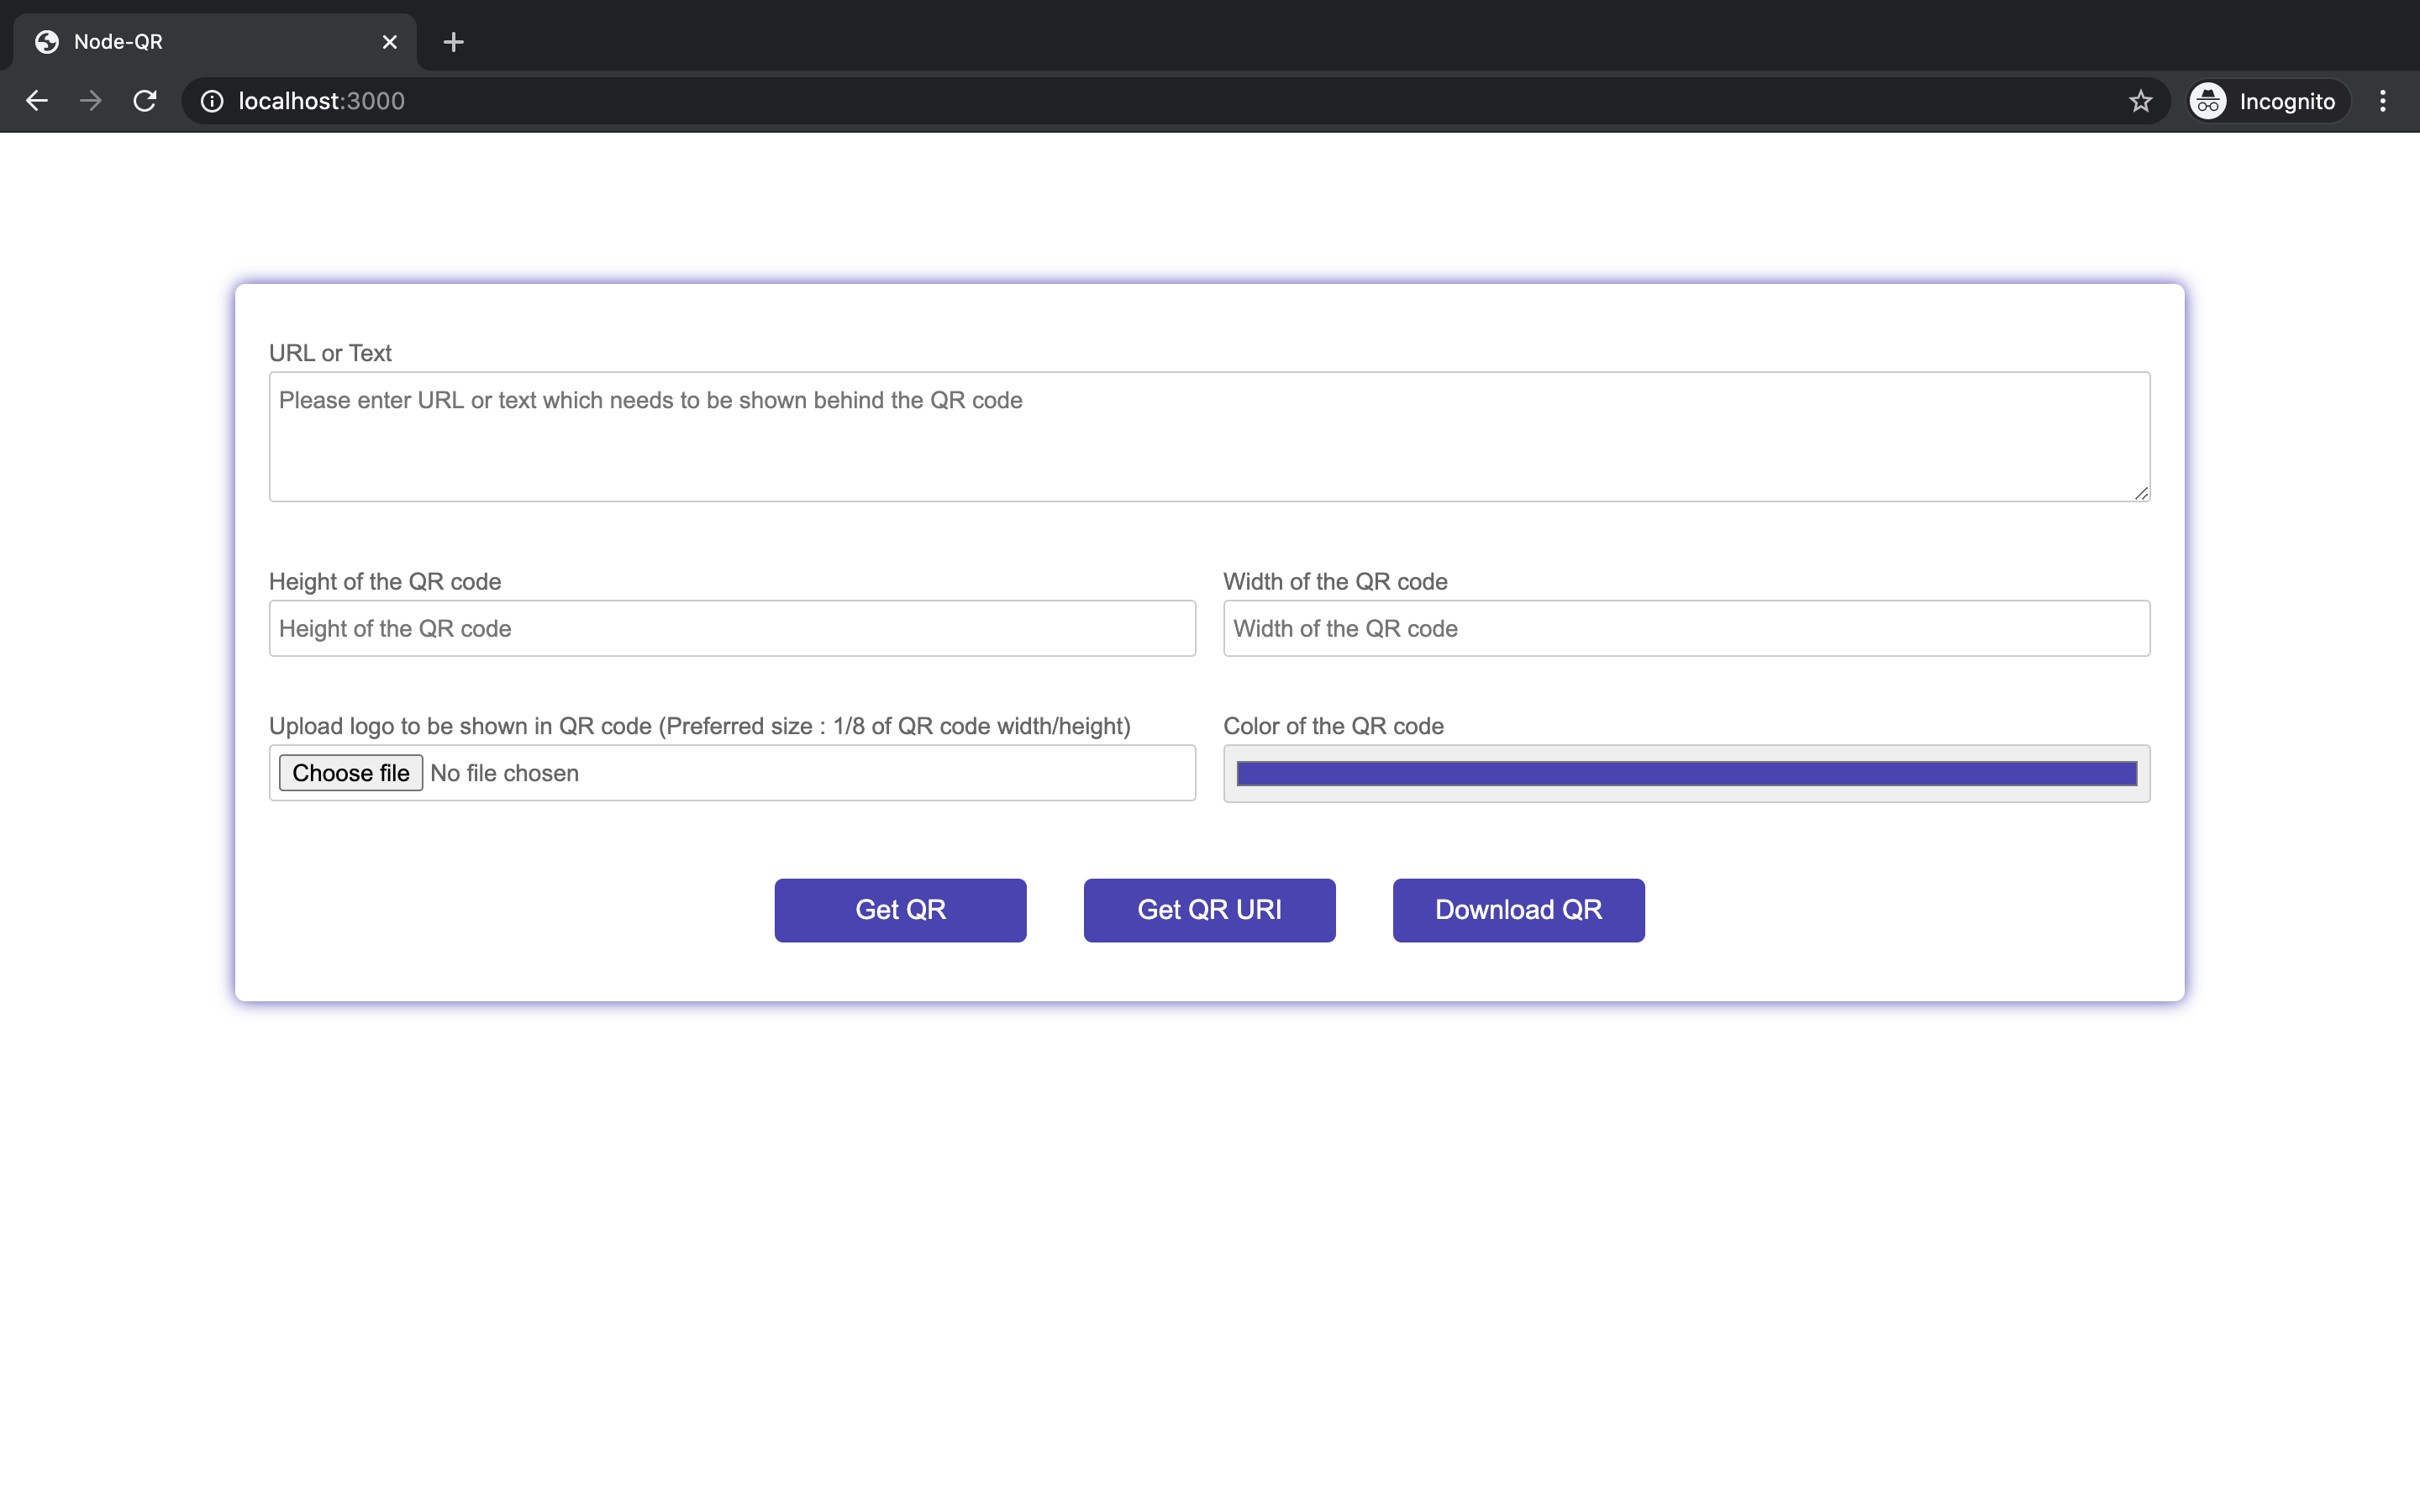 Node-QR
localhost:3000
Incognito
URL or Text
Please enter URL or text which needs to be shown behind the QR code
Height of the QR code
Width of the QR code
Height of the QR code
Width of the QR code
Upload logo to be shown in QR code (Preferred size : 1/8 of QR code width/height)
Color of the QR code
Choose file No file chosen
Get QR
Get QR URI
Download QR